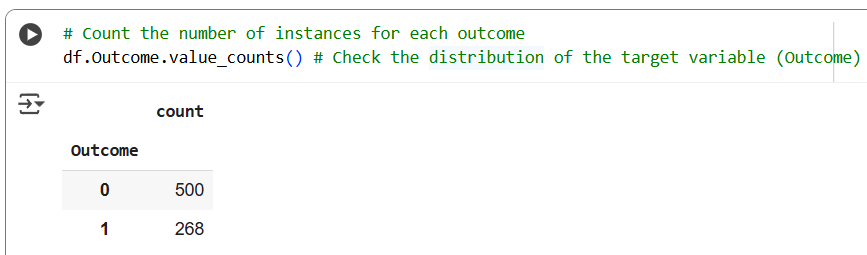 # Count the number of instances for each outcome
df.Outcome.value_counts() # Check the distribution of the target variable (Outcome)
count
Outcome
0 500
1 268